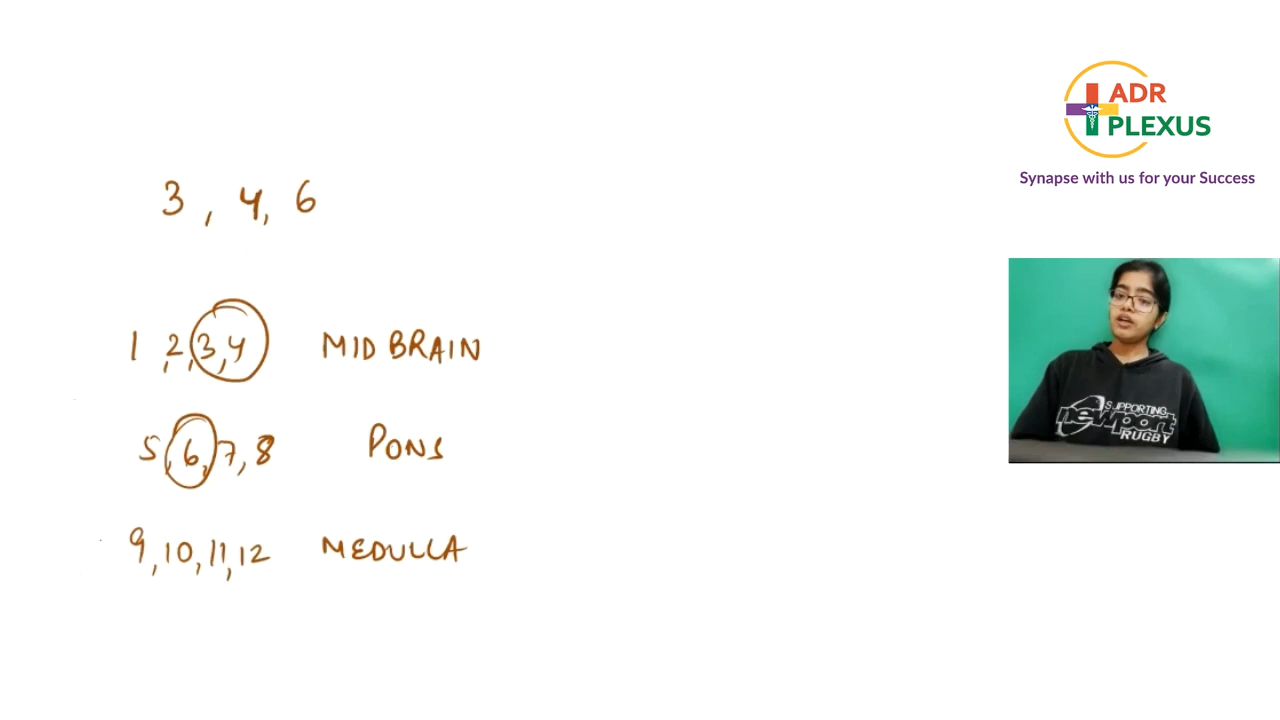 ADR
PLEXUS
Synapse with us for your Success
3, 4, 6
1, 2, 3, 4 MID BRAIN
5, 6, 7, 8 PONS
9, 10, 11, 12 MEDULLA
SUPPORTING
newport
RUGBY